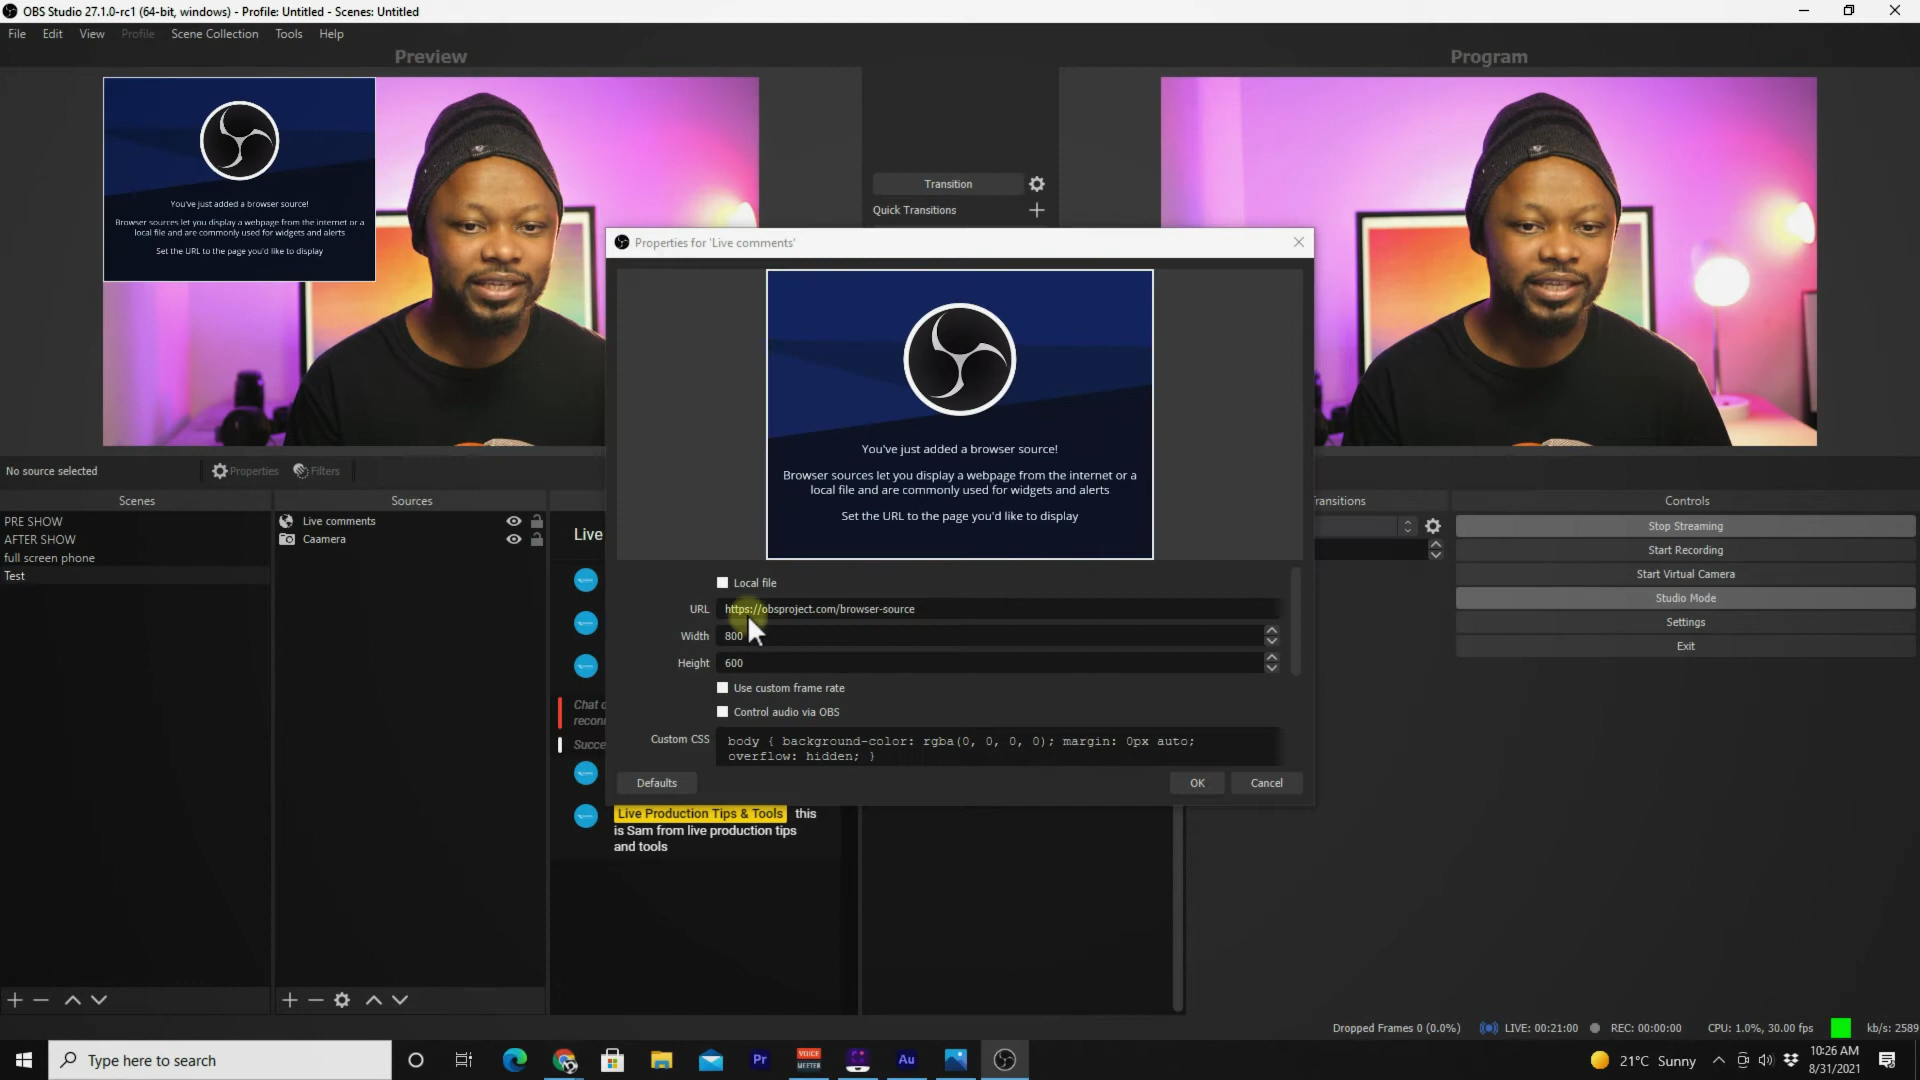 OBS Studio 27.1.0-rc1 (64-bit, windows) - Profile: Untitled - Scenes: Untitled
File Edit View Profile Scene Collection Tools Help
Preview
Program
You've just added a browser source!
Browser sources let you display a webpage from the internet or a
local file and are commonly used for widgets and alerts
Set the URL to the page you'd like to display
Transition
Quick Transitions
Properties for 'Live comments'
You've just added a browser source!
Browser sources let you display a webpage from the internet or a
local file and are commonly used for widgets and alerts
Set the URL to the page you'd like to display
Local file
URL https://obsproject.com/browser-source
Width 800
Height 600
Use custom frame rate
Control audio via OBS
Custom CSS body { background-color: rgba(0, 0, 0, 0); margin: 0px auto;
overflow: hidden; }
Defaults OK Cancel
No source selected Properties Filters
Scenes
PRE SHOW
AFTER SHOW
full screen phone
Test
Sources
Live comments
Caamera
Live
Chat
recon
Succe
Live Production Tips & Tools this
is Sam from live production tips
and tools
ransitions
Controls
Stop Streaming
Start Recording
Start Virtual Camera
Studio Mode
Settings
Exit
Dropped Frames 0 (0.0%) LIVE: 00:21:00 REC: 00:00:00 CPU: 1.0%, 30.00 fps kb/s: 2589
Type here to search
Pr
VOICE
MEETER
Au
21°C Sunny
10:26 AM
8/31/2021